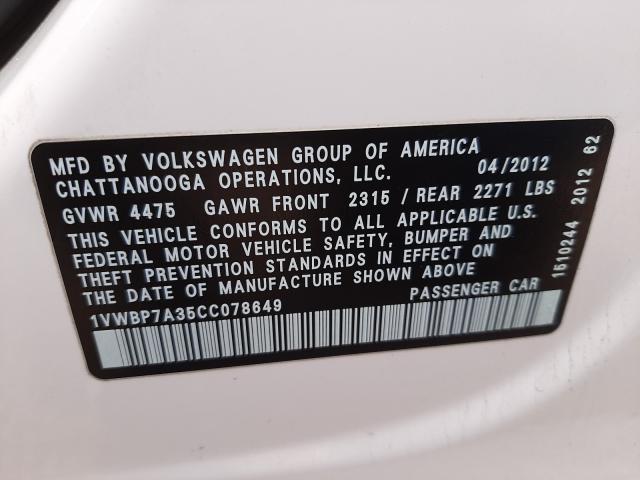 MFD BY VOLKSWAGEN GROUP OF AMERICA
CHATTANOOGA OPERATIONS, LLC. 04/2012
GVWR 4475 GAWR FRONT 2315 / REAR 2271 LBS
THIS VEHICLE CONFORMS TO ALL APPLICABLE U.S.
FEDERAL MOTOR VEHICLE SAFETY, BUMPER AND
THEFT PREVENTION STANDARDS IN EFFECT ON
THE DATE OF MANUFACTURE SHOWN ABOVE
1VWBP7A35CC078649 PASSENGER CAR
1510244 2012 62